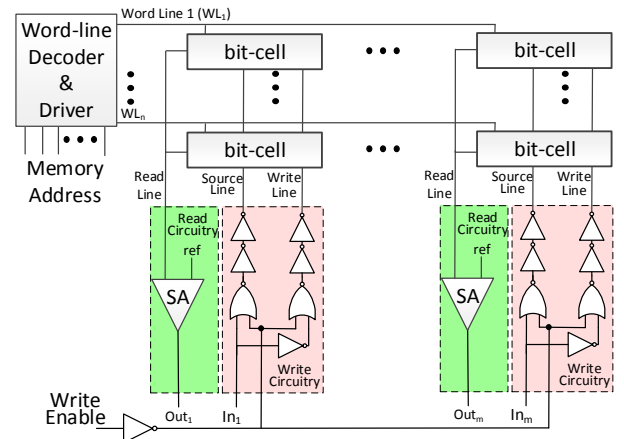 Word-line
Decoder
&
Driver
Word Line 1 (WL₁)
WLₙ
Memory
Address
bit-cell
bit-cell
bit-cell
bit-cell
Read
Line
Source
Line
Write
Line
Read
Line
Source
Line
Write
Line
Read
Circuitry
ref
SA
Write
Circuitry
Read
Circuitry
ref
SA
Write
Circuitry
Write
Enable
Out₁
In₁
Outₘ
Inₘ